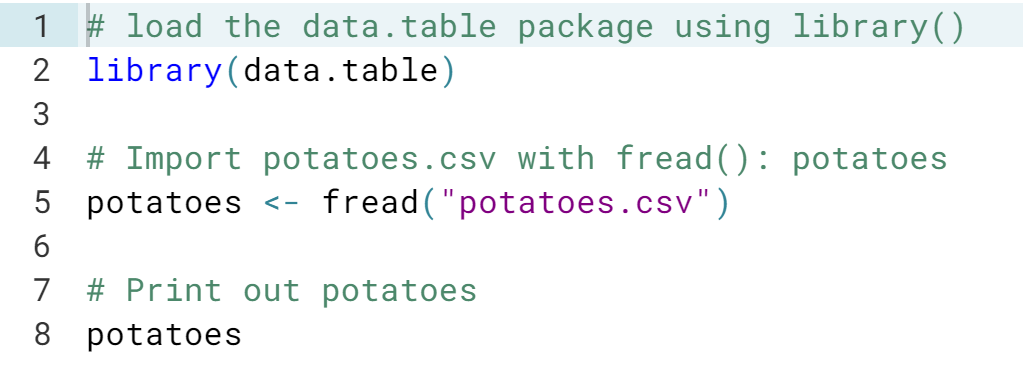 1 # load the data.table package using library()
2 library(data.table)
3
4 # Import potatoes.csv with fread(): potatoes
5 potatoes <- fread("potatoes.csv")
6
7 # Print out potatoes
8 potatoes